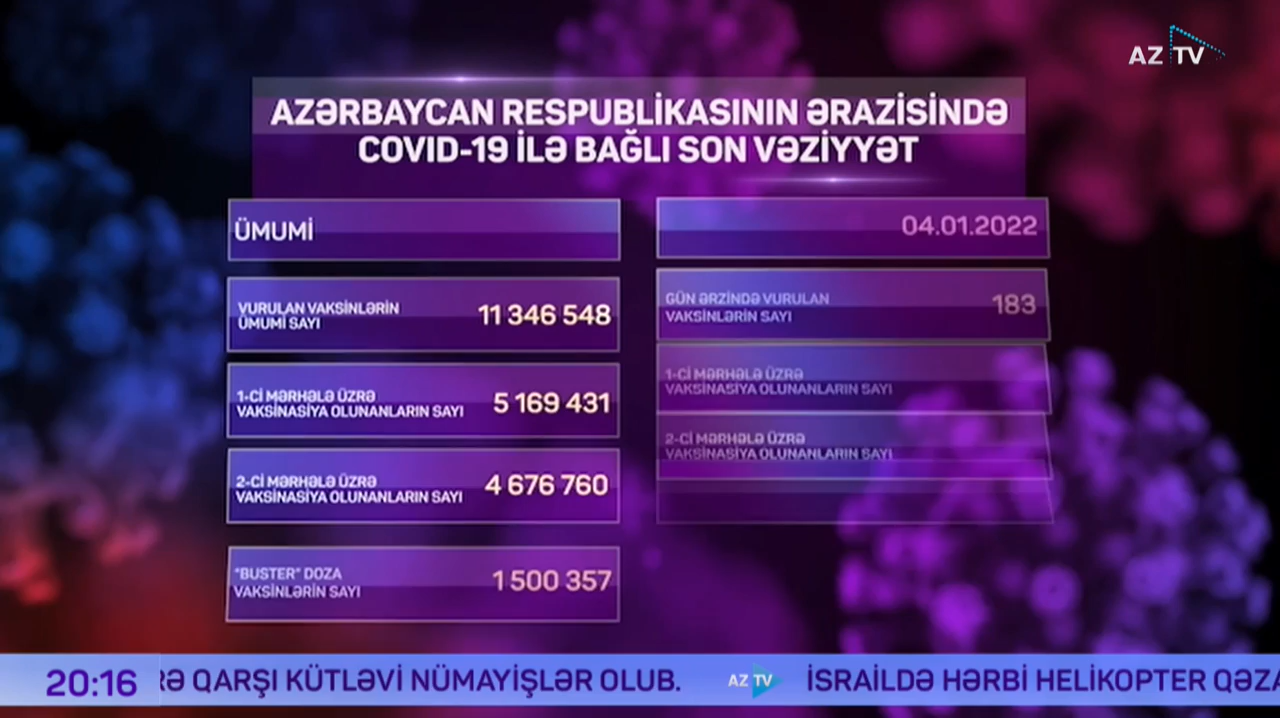 AZ TV
AZƏRBAYCAN RESPUBLİKASININ ƏRAZİSİNDƏ
COVID-19 İLƏ BAĞLI SON VƏZİYYƏT
ÜMUMİ
VURULAN VAKSİNLƏRİN
ÜMUMİ SAYI
11 346 548
1-Cİ MƏRHƏLƏ ÜZRƏ
VAKSİNASİYA OLUNANLARIN SAYI
5 169 431
2-Cİ MƏRHƏLƏ ÜZRƏ
VAKSİNASİYA OLUNANLARIN SAYI
4 676 760
"BUSTER" DOZA
VAKSİNLƏRİN SAYI
1 500 357
04.01.2022
GÜN ƏRZİNDƏ VURULAN
VAKSİNLƏRİN SAYI
183
1-Cİ MƏRHƏLƏ ÜZRƏ
VAKSİNASİYA OLUNANLARIN SAYI
2-Cİ MƏRHƏLƏ ÜZRƏ
VAKSİNASİYA OLUNANLARIN SAYI
20:16 RƏ QARŞI KÜTLƏVİ NÜMAYİŞLƏR OLUB. AZ TV İSRAİLDƏ HƏRBİ HELİKOPTER QƏZA